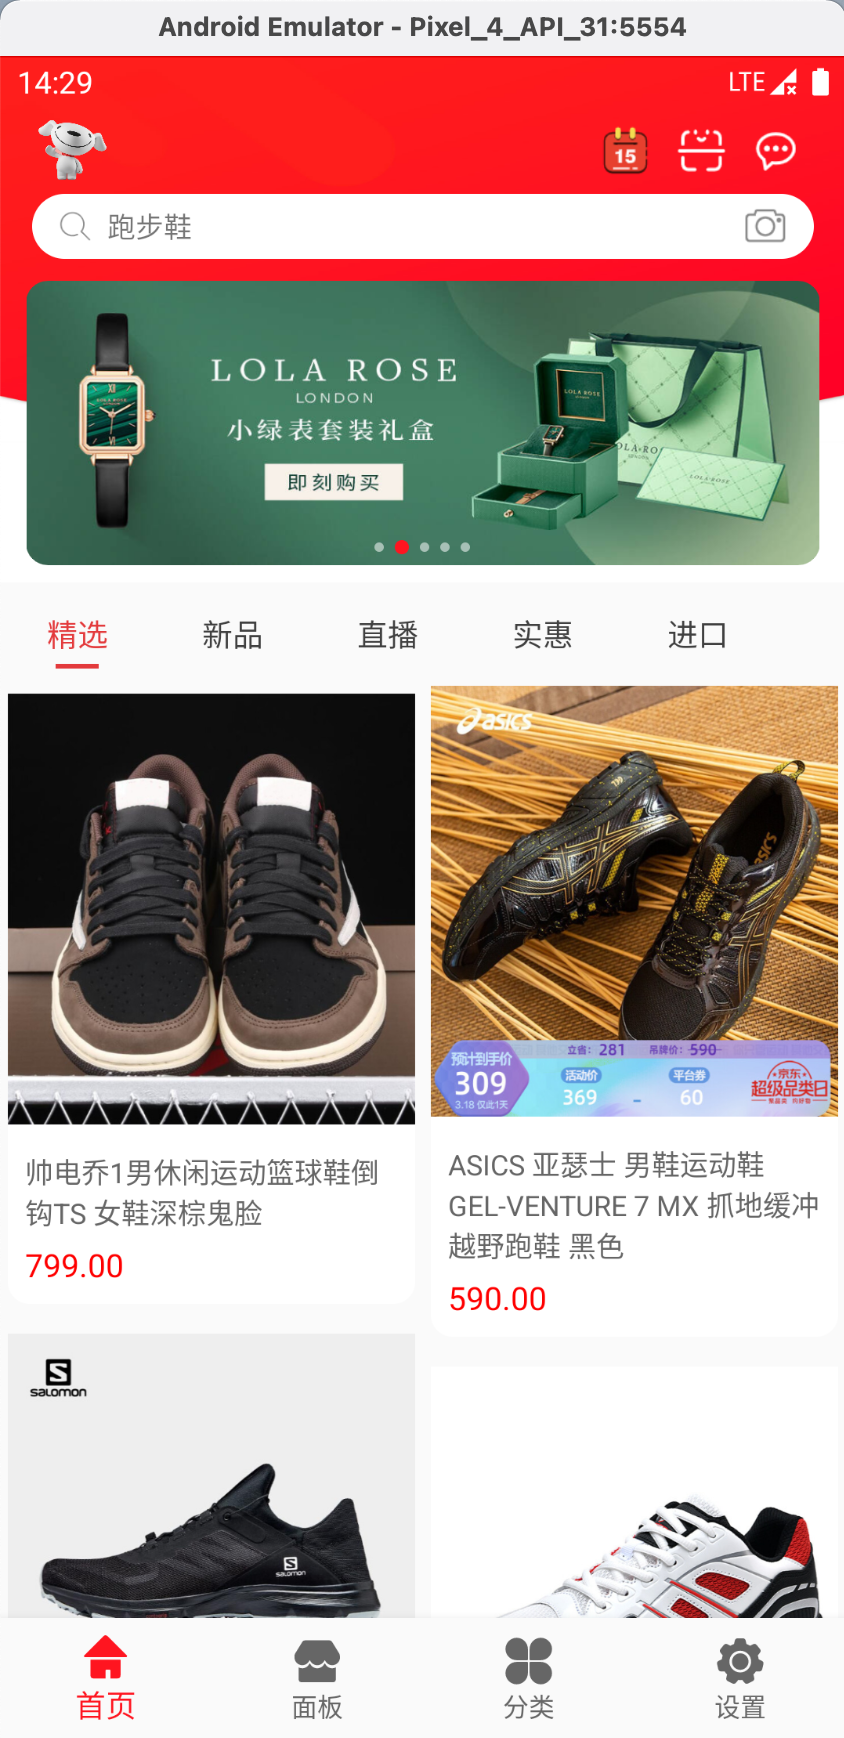 Android Emulator - Pixel_4_API_31:5554
14:29
LTE
15
跑步鞋
LOLA ROSE
LONDON
小绿表套装礼盒
即刻购买
LOLA ROSE
LOLA ROSE
精选
新品
直播
实惠
进口
asics
预计到手价
309
3.18 仅此1天
立省：281
吊牌价：590
活动价
369
-
平台券
60
京东
超级品类日
帅电乔1男休闲运动篮球鞋倒
钩TS 女鞋深棕鬼脸
799.00
ASICS 亚瑟士 男鞋运动鞋
GEL-VENTURE 7 MX 抓地缓冲
越野跑鞋 黑色
590.00
S
SALOMON
S
SALOMON
首页
面板
分类
设置